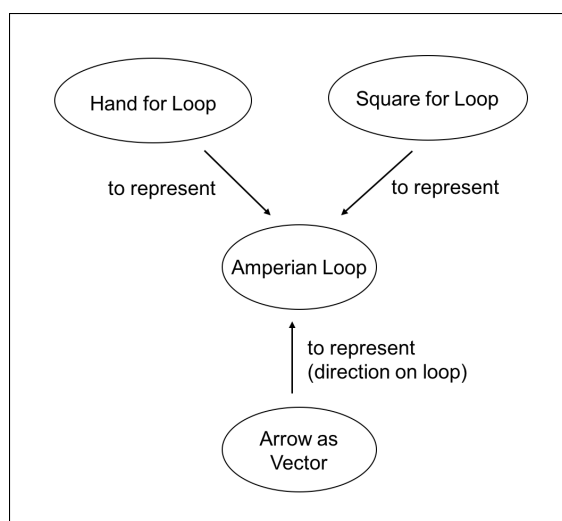 Hand for Loop
Square for Loop
to represent
to represent
Amperian Loop
to represent
(direction on loop)
Arrow as
Vector